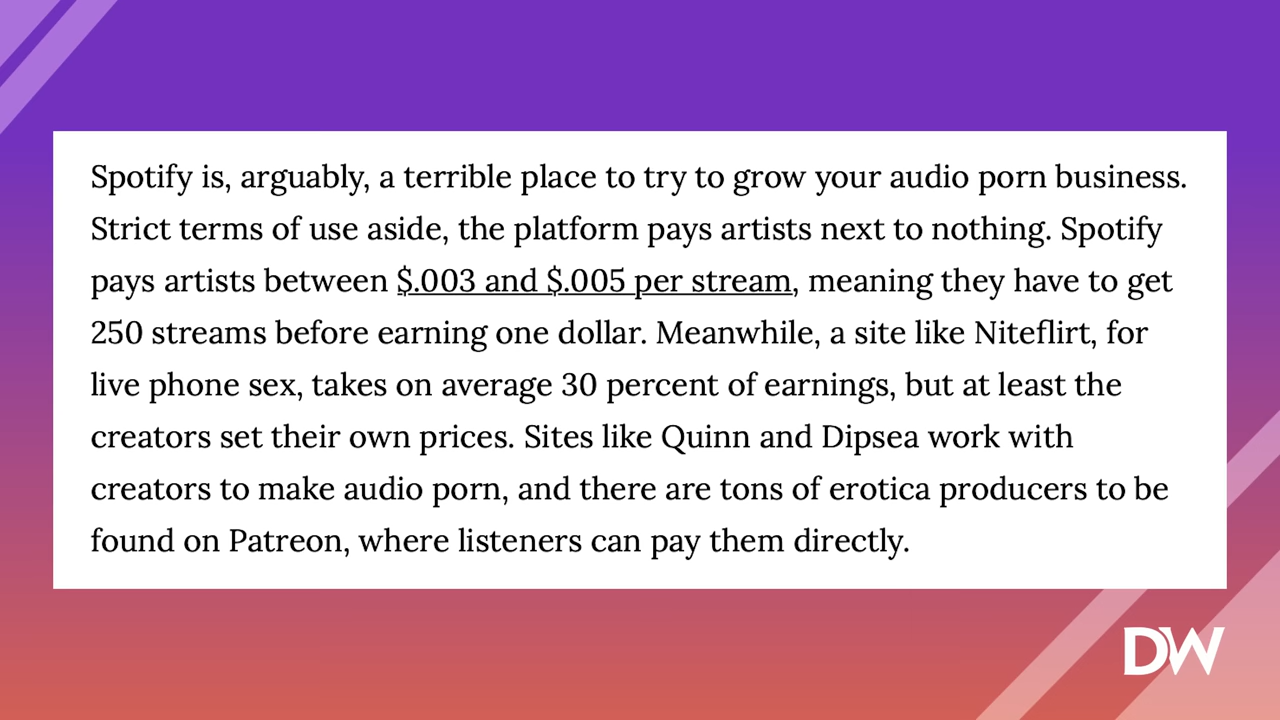 Spotify is, arguably, a terrible place to try to grow your audio porn business.
Strict terms of use aside, the platform pays artists next to nothing. Spotify
pays artists between $.003 and $.005 per stream, meaning they have to get
250 streams before earning one dollar. Meanwhile, a site like Niteflirt, for
live phone sex, takes on average 30 percent of earnings, but at least the
creators set their own prices. Sites like Quinn and Dipsea work with
creators to make audio porn, and there are tons of erotica producers to be
found on Patreon, where listeners can pay them directly.
DW